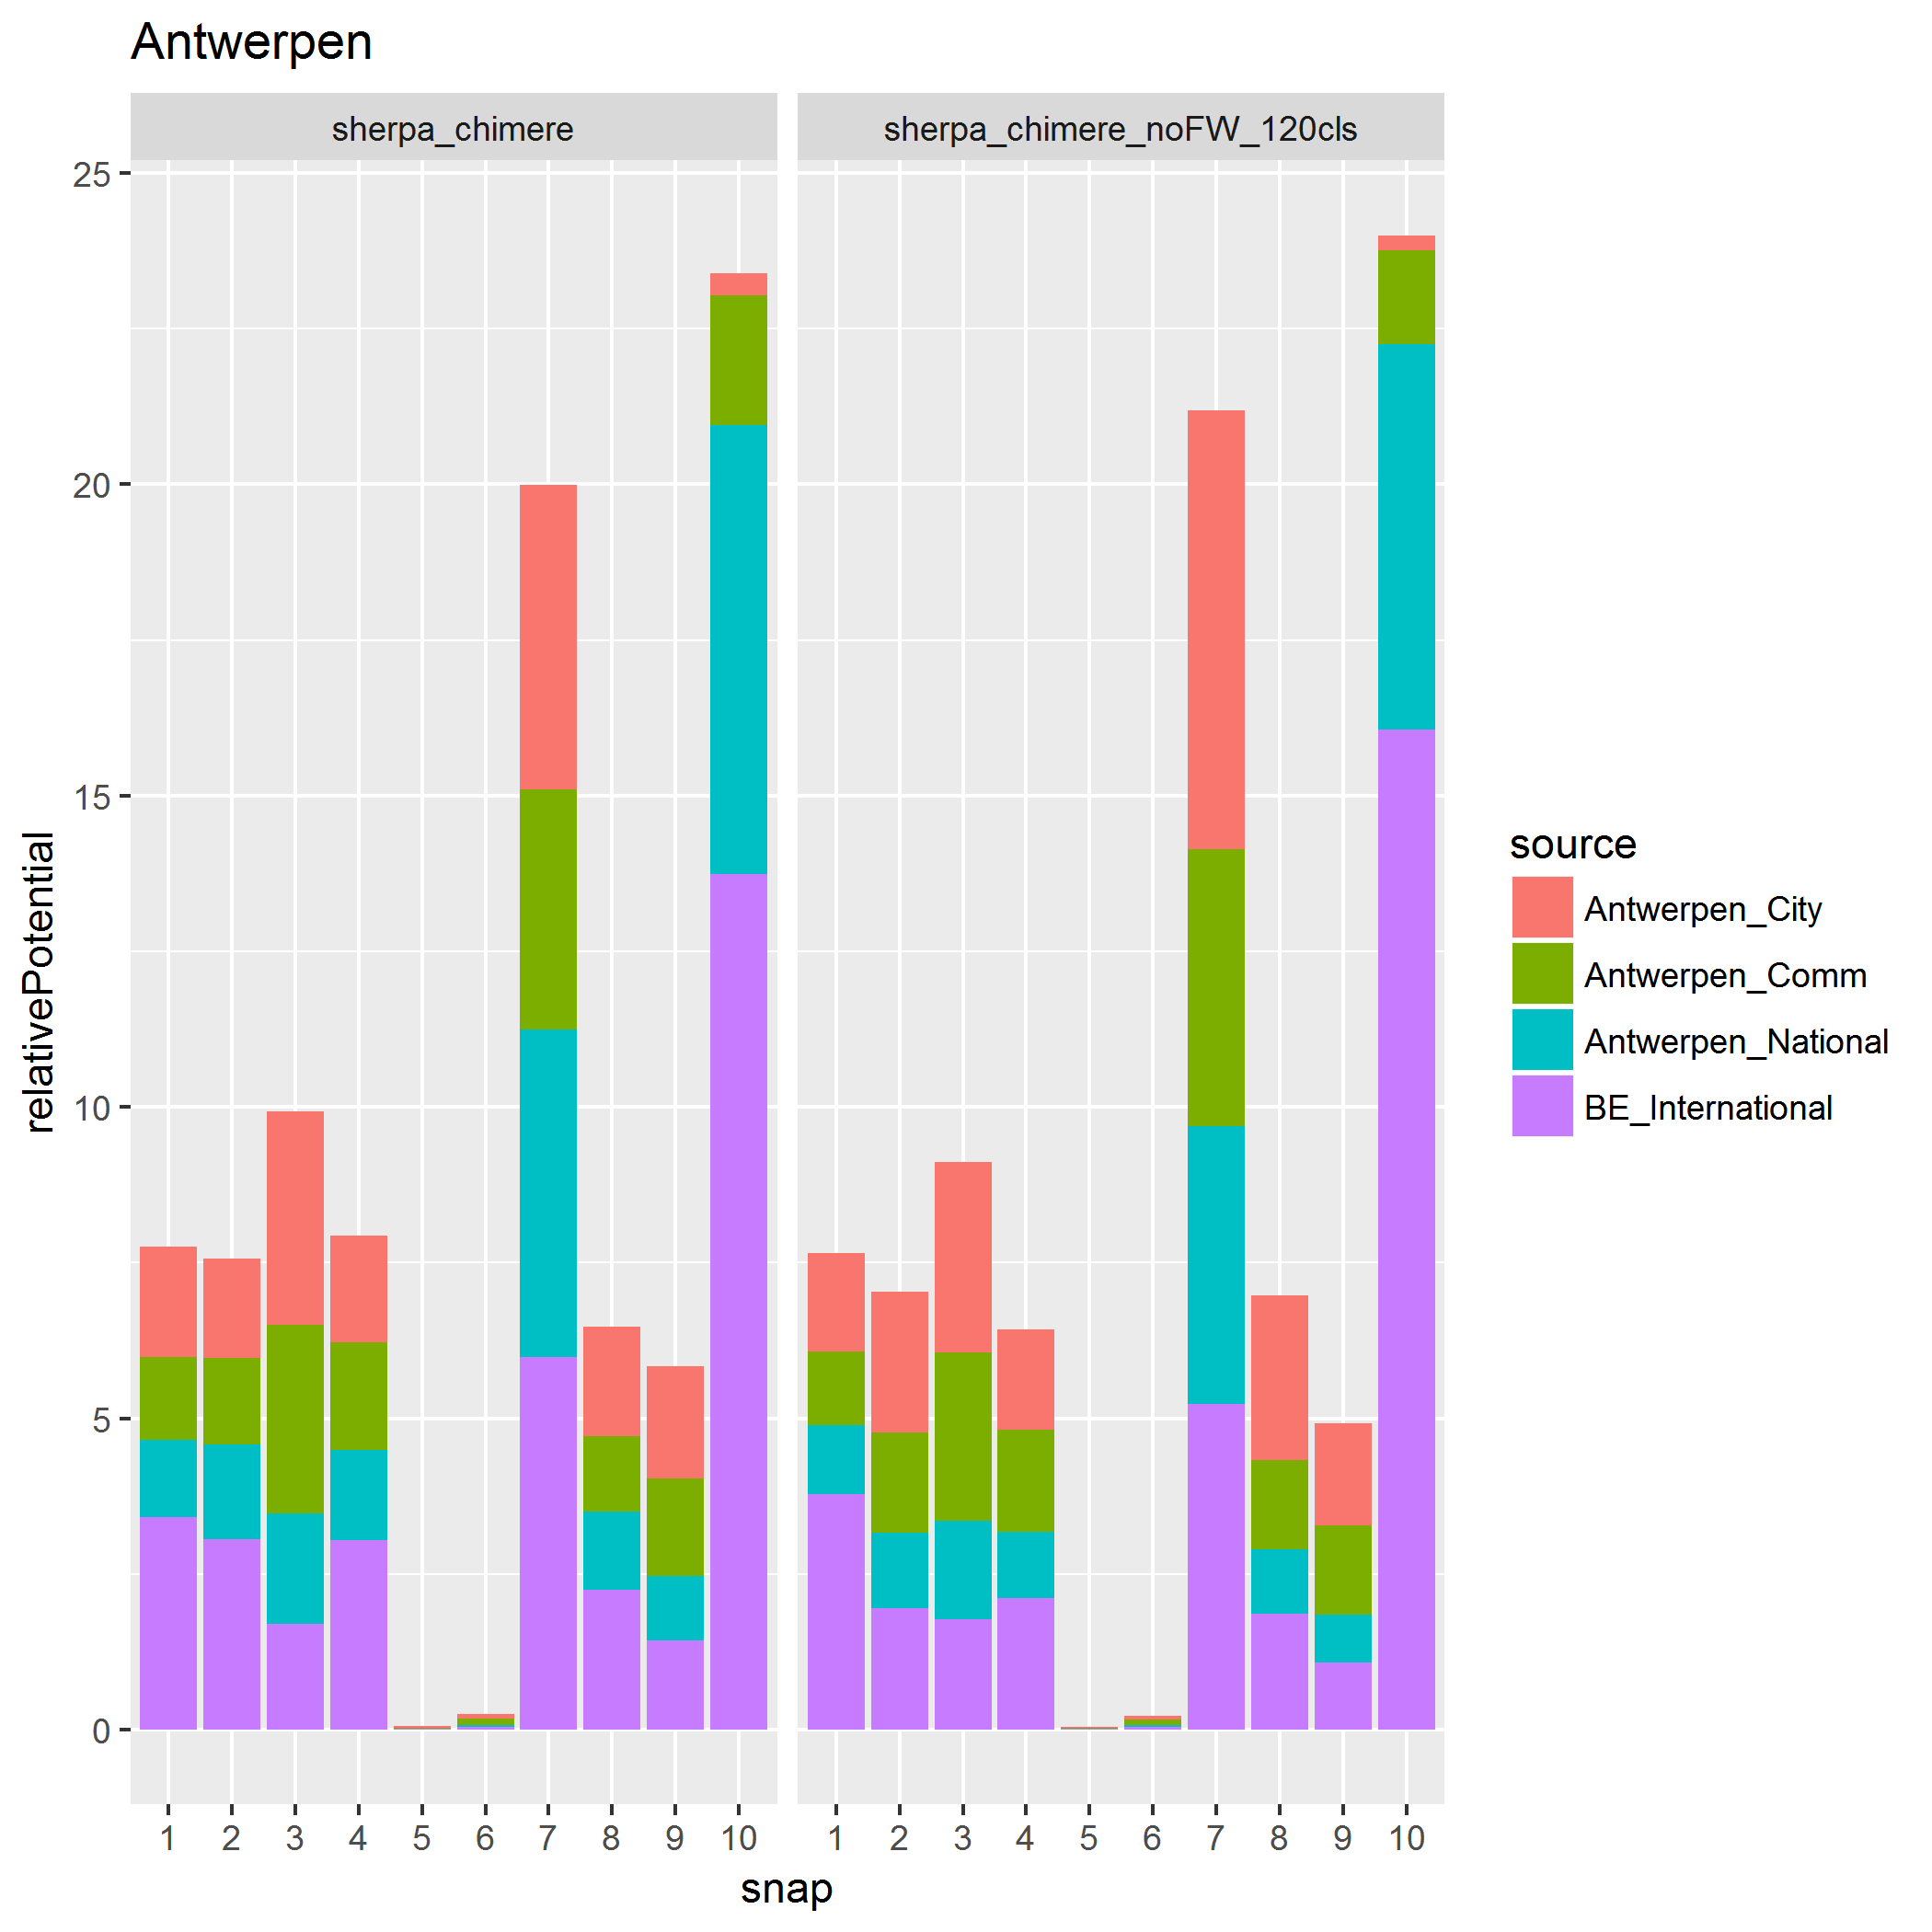 Antwerpen
sherpa_chimere
sherpa_chimere_noFW_120cls
25
20
15
10
5
0
relativePotential
1 2 3 4 5 6 7 8 9 10
1 2 3 4 5 6 7 8 9 10
snap
source
Antwerpen_City
Antwerpen_Comm
Antwerpen_National
BE_International